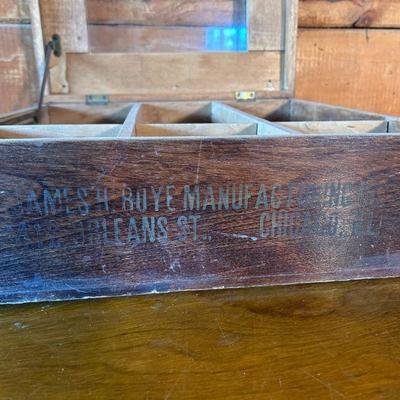 JAMES H. BOYE MANUFACTURING
ORLEANS ST., CHICAGO, ILL.